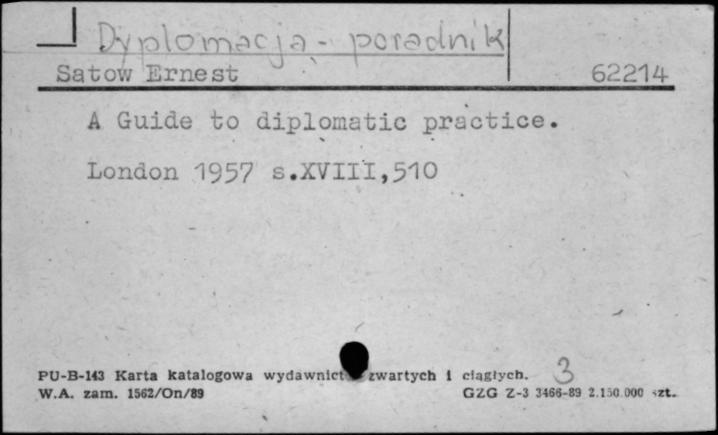 Dyplomacja - poradnik
Satow Ernest 62214
A Guide to diplomatic practice.
London 1957 s.XVIII,510
PU-B-143 Karta katalogowa wydawnict zwartych i ciągłych. 3
W.A. zam. 1562/On/89 GZG Z-3 3466-89 2.150.000 szt.